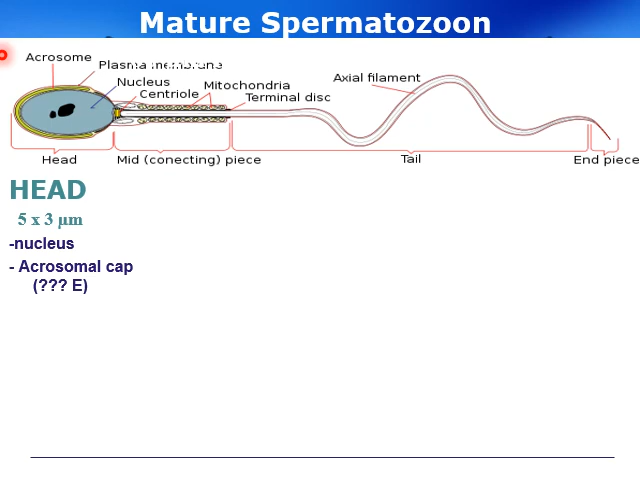 Mature Spermatozoon
Acrosome
Plasma membrane
Nucleus
Centriole
Mitochondria
Terminal disc
Axial filament
Head
Mid (conecting) piece
Tail
End piece
HEAD
5 x 3 µm
-nucleus
- Acrosomal cap
(??? E)